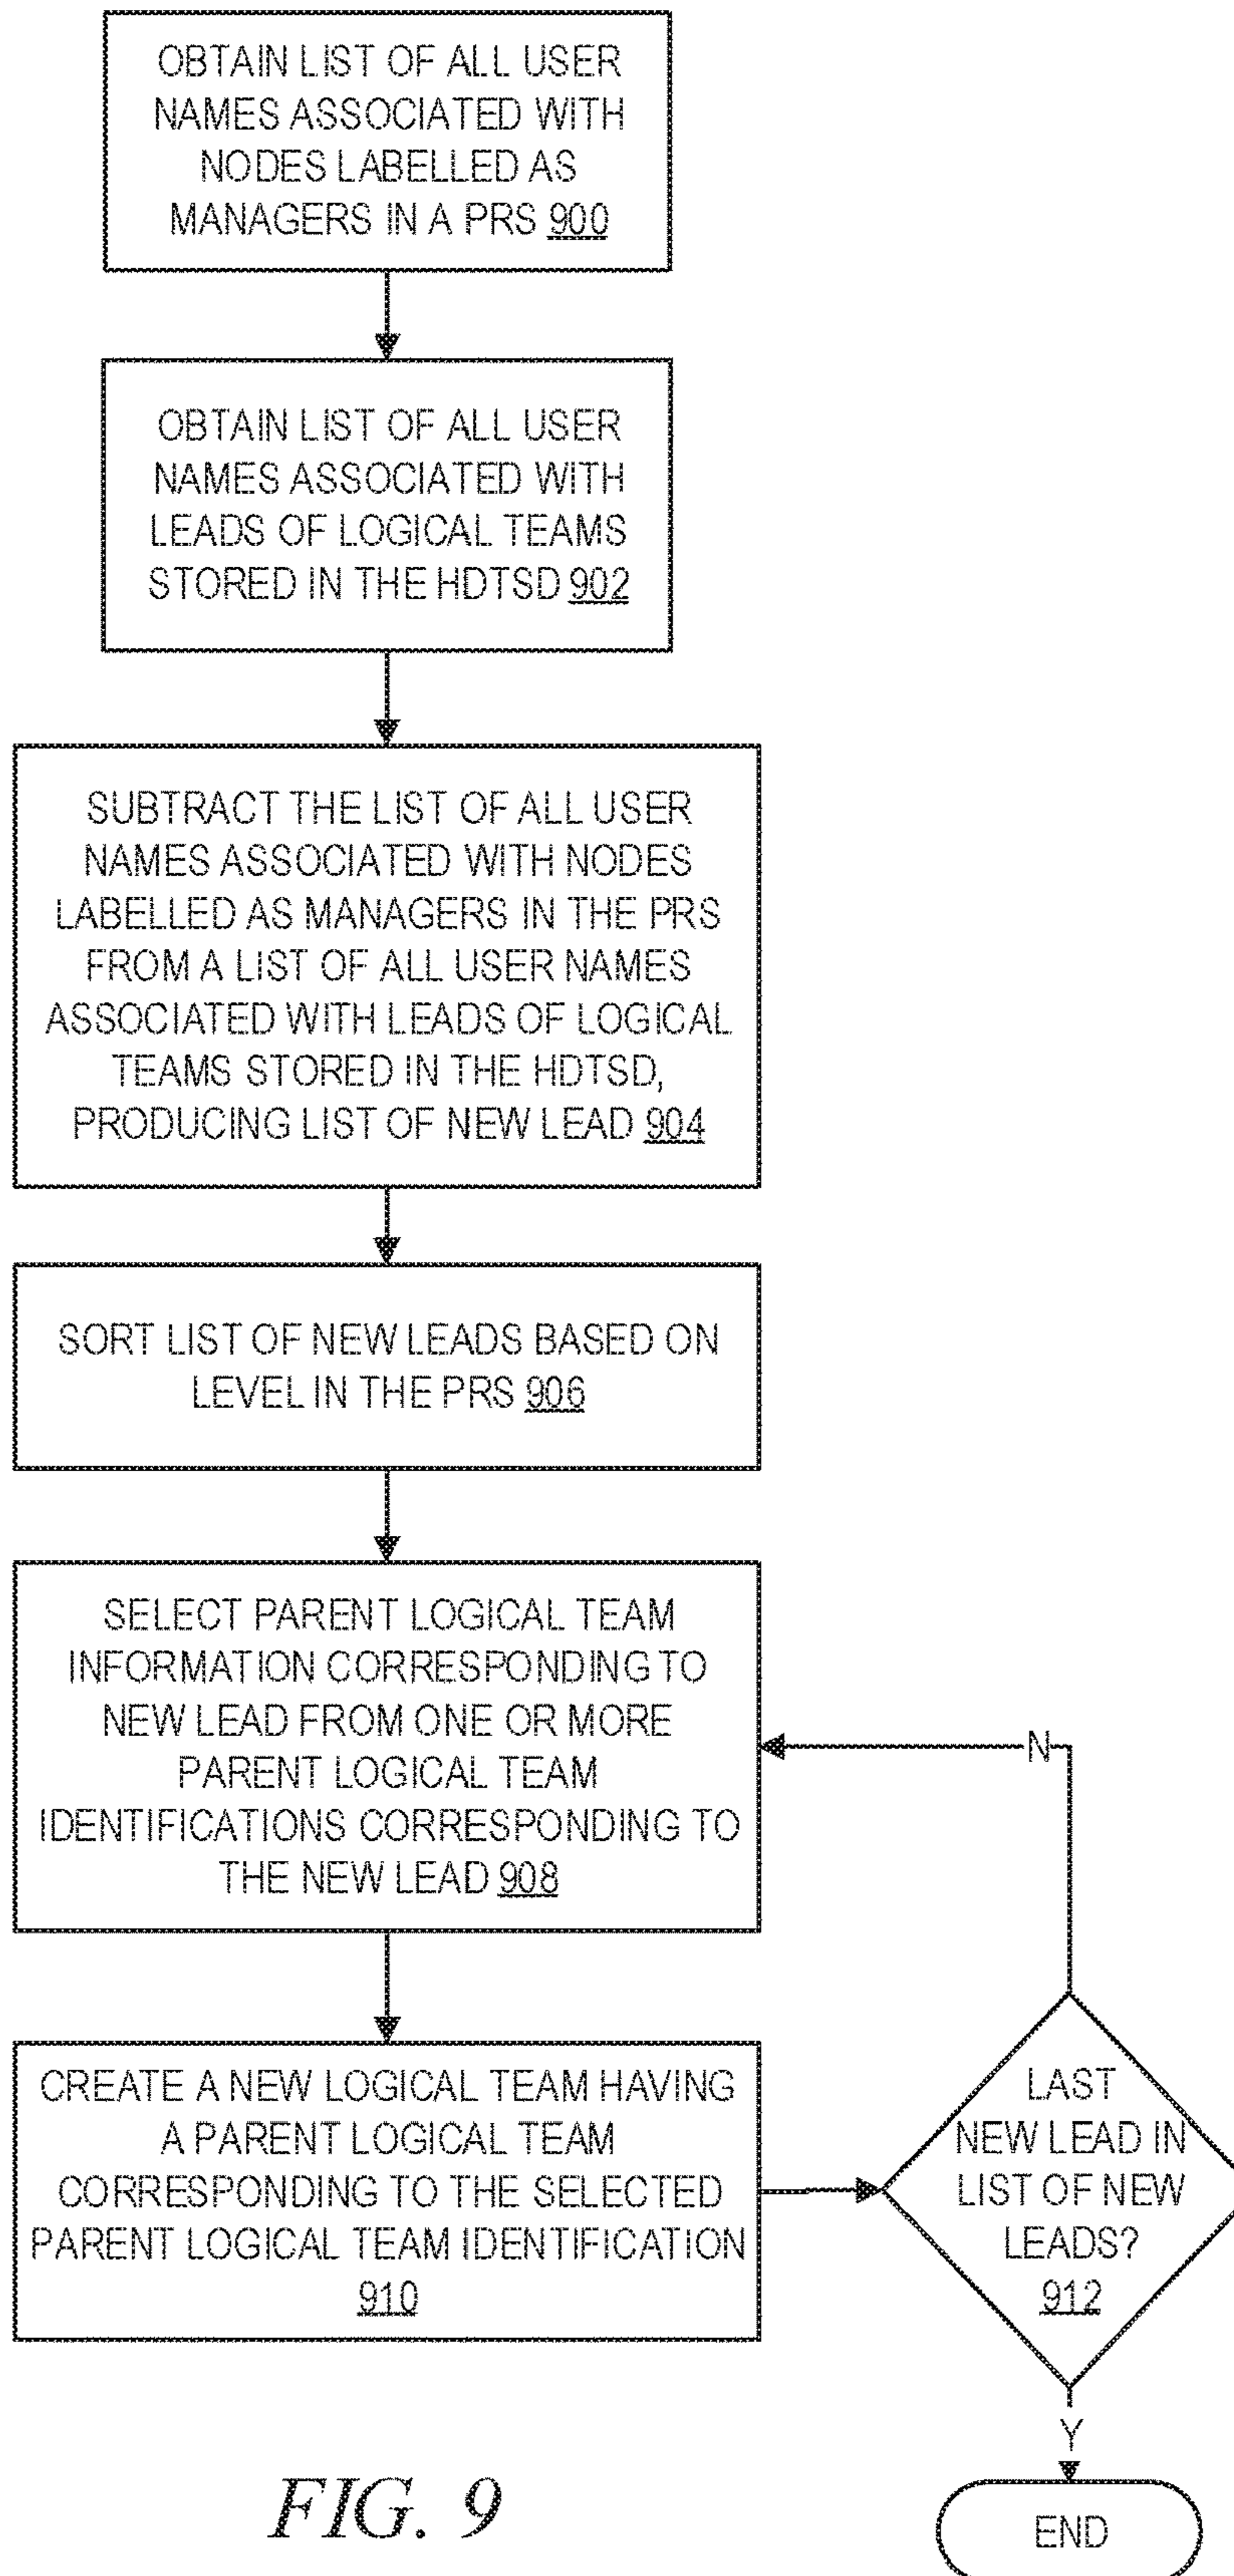 OBTAIN LIST OF ALL USER
NAMES ASSOCIATED WITH
NODES LABELLED AS
MANAGERS IN A PRS 900
OBTAIN LIST OF ALL USER
NAMES ASSOCIATED WITH
LEADS OF LOGICAL TEAMS
STORED IN THE HDTSD 902
SUBTRACT THE LIST OF ALL USER
NAMES ASSOCIATED WITH NODES
LABELLED AS MANAGERS IN THE PRS
FROM A LIST OF ALL USER NAMES
ASSOCIATED WITH LEADS OF LOGICAL
TEAMS STORED IN THE HDTSD,
PRODUCING LIST OF NEW LEAD 904
SORT LIST OF NEW LEADS BASED ON
LEVEL IN THE PRS 906
SELECT PARENT LOGICAL TEAM
INFORMATION CORRESPONDING TO
NEW LEAD FROM ONE OR MORE
PARENT LOGICAL TEAM
IDENTIFICATIONS CORRESPONDING TO
THE NEW LEAD 908
N
CREATE A NEW LOGICAL TEAM HAVING
A PARENT LOGICAL TEAM
CORRESPONDING TO THE SELECTED
PARENT LOGICAL TEAM IDENTIFICATION
910
LAST
NEW LEAD IN
LIST OF NEW
LEADS?
912
Y
END
FIG. 9